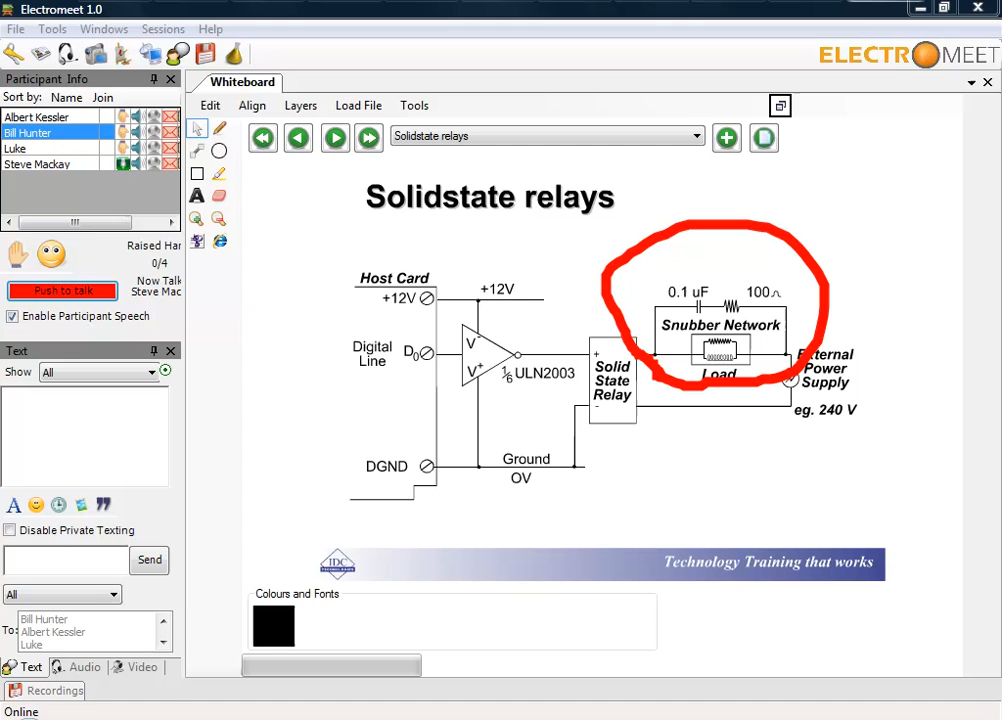 Electromeet 1.0
File Tools Windows Sessions Help
ELECTROMEET
Participant Info
Sort by: Name Join
Albert Kessler
Bill Hunter
Luke
Steve Mackay
Raised Har
0/4
Now Talk
Push to talk
Steve Mac
Enable Participant Speech
Text
Show All
Disable Private Texting
Send
All
To:
Bill Hunter
Albert Kessler
Luke
Text Audio Video
Recordings
Online
Whiteboard
Edit Align Layers Load File Tools
Solidstate relays
Solidstate relays
Host Card
+12V
+12V
Digital
Line
D0
V-
V+
1/6 ULN2003
DGND
Ground
OV
+
Solid
State
Relay
-
0.1 uF
100
Snubber Network
Load
External
Power
Supply
eg. 240 V
IDC
Technology Training that works
Colours and Fonts